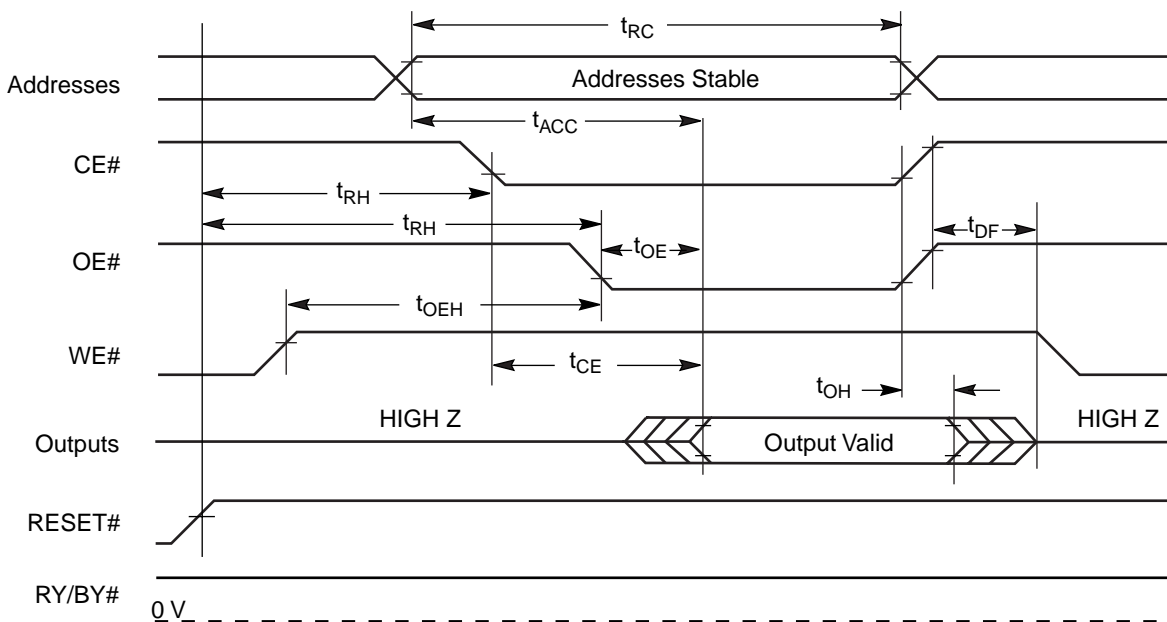 tRC
Addresses
Addresses Stable
tACC
CE#
tRH
tRH
OE#
tOE
tDF
tOEH
WE#
tCE
tOH
HIGH Z
HIGH Z
Outputs
Output Valid
RESET#
RY/BY#
0 V